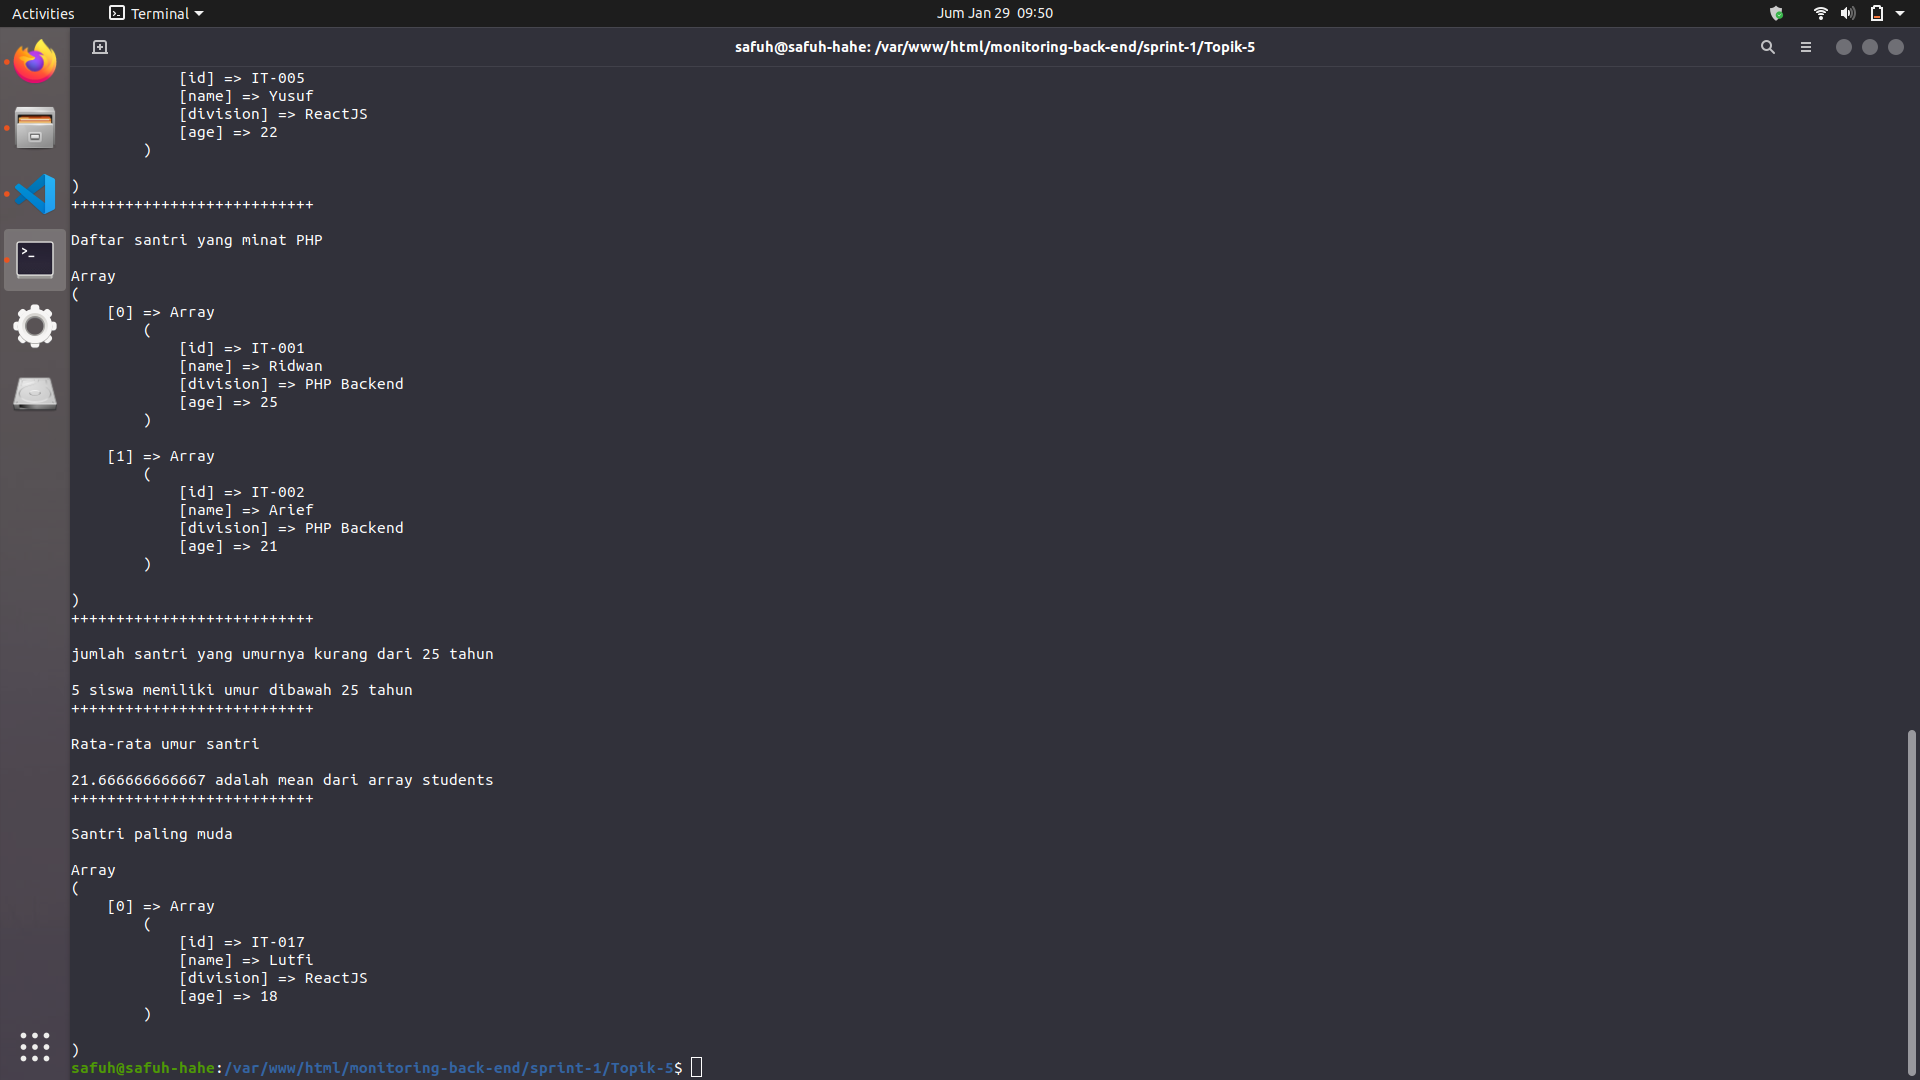 Activities Terminal Jum Jan 29 09:50
safuh@safuh-hahe: /var/www/html/monitoring-back-end/sprint-1/Topik-5
            [id] => IT-005
            [name] => Yusuf
            [division] => ReactJS
            [age] => 22
        )

)
+++++++++++++++++++++++++++

Daftar santri yang minat PHP

Array
(
    [0] => Array
        (
            [id] => IT-001
            [name] => Ridwan
            [division] => PHP Backend
            [age] => 25
        )

    [1] => Array
        (
            [id] => IT-002
            [name] => Arief
            [division] => PHP Backend
            [age] => 21
        )

)
+++++++++++++++++++++++++++

jumlah santri yang umurnya kurang dari 25 tahun

5 siswa memiliki umur dibawah 25 tahun
+++++++++++++++++++++++++++

Rata-rata umur santri

21.666666666667 adalah mean dari array students
+++++++++++++++++++++++++++

Santri paling muda

Array
(
    [0] => Array
        (
            [id] => IT-017
            [name] => Lutfi
            [division] => ReactJS
            [age] => 18
        )

)
safuh@safuh-hahe:/var/www/html/monitoring-back-end/sprint-1/Topik-5$